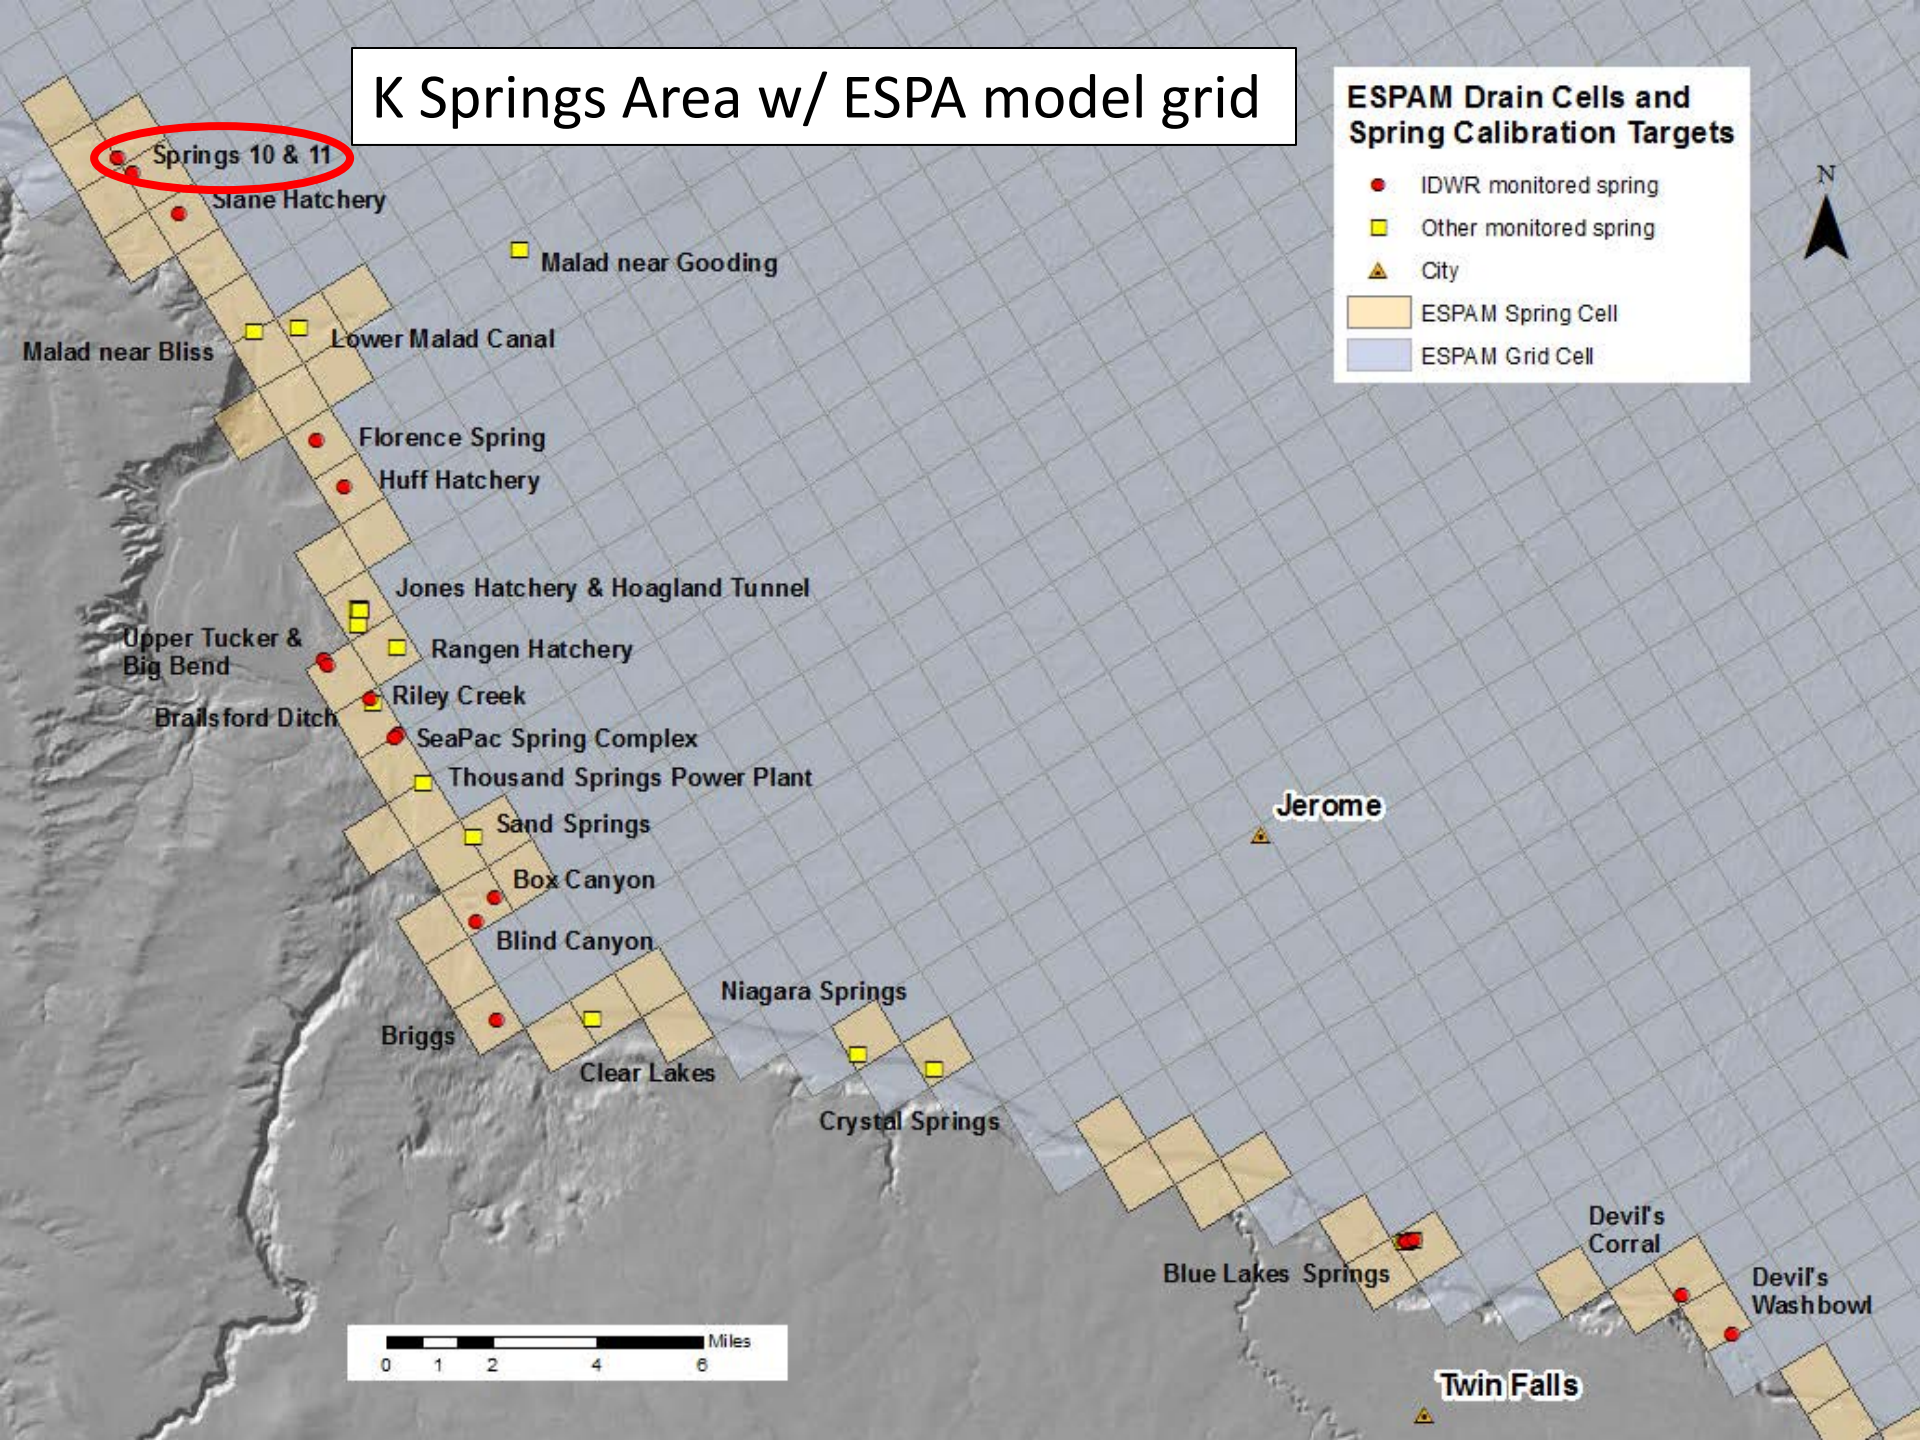 K Springs Area w/ ESPA model grid
ESPAM Drain Cells and
Spring Calibration Targets
IDWR monitored spring
Other monitored spring
City
ESPAM Spring Cell
ESPAM Grid Cell
N
Springs 10 & 11
Slane Hatchery
Malad near Gooding
Lower Malad Canal
Malad near Bliss
Florence Spring
Huff Hatchery
Jones Hatchery & Hoagland Tunnel
Upper Tucker &
Big Bend
Rangen Hatchery
Riley Creek
Brailsford Ditch
SeaPac Spring Complex
Thousand Springs Power Plant
Sand Springs
Jerome
Box Canyon
Blind Canyon
Niagara Springs
Briggs
Clear Lakes
Crystal Springs
Devil's
Corral
Blue Lakes Springs
Devil's
Washbowl
Miles
0 1 2 4 6
Twin Falls